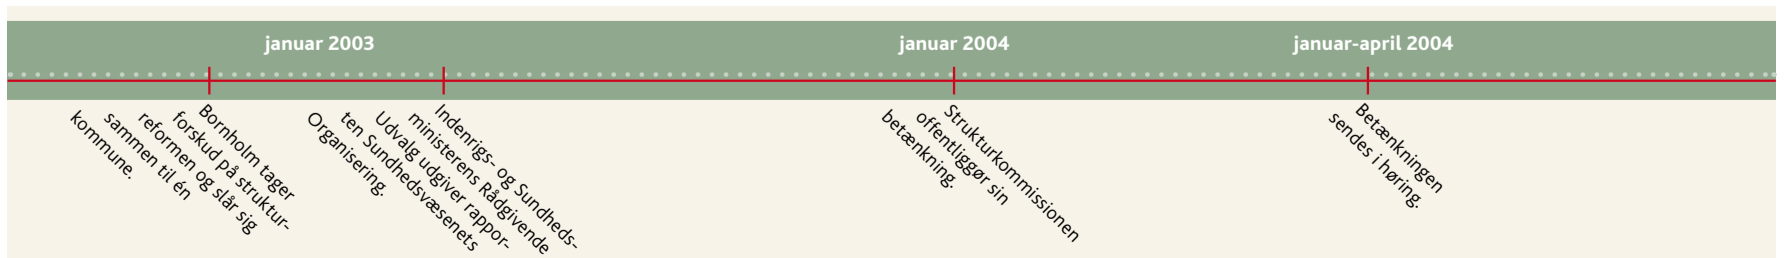 januar 2003
januar 2004
januar-april 2004
Bornholm tager
forskud på struktur-
reformen og slår sig
sammen til én
kommune.
Indenrigs- og Sundheds-
ministerens Rådgivende
Udvalg udgiver rappor-
ten Sundhedsvæsenets
Organisering.
Strukturkommissionen
offentliggør sin
betænkning.
Betænkningen
sendes i høring.